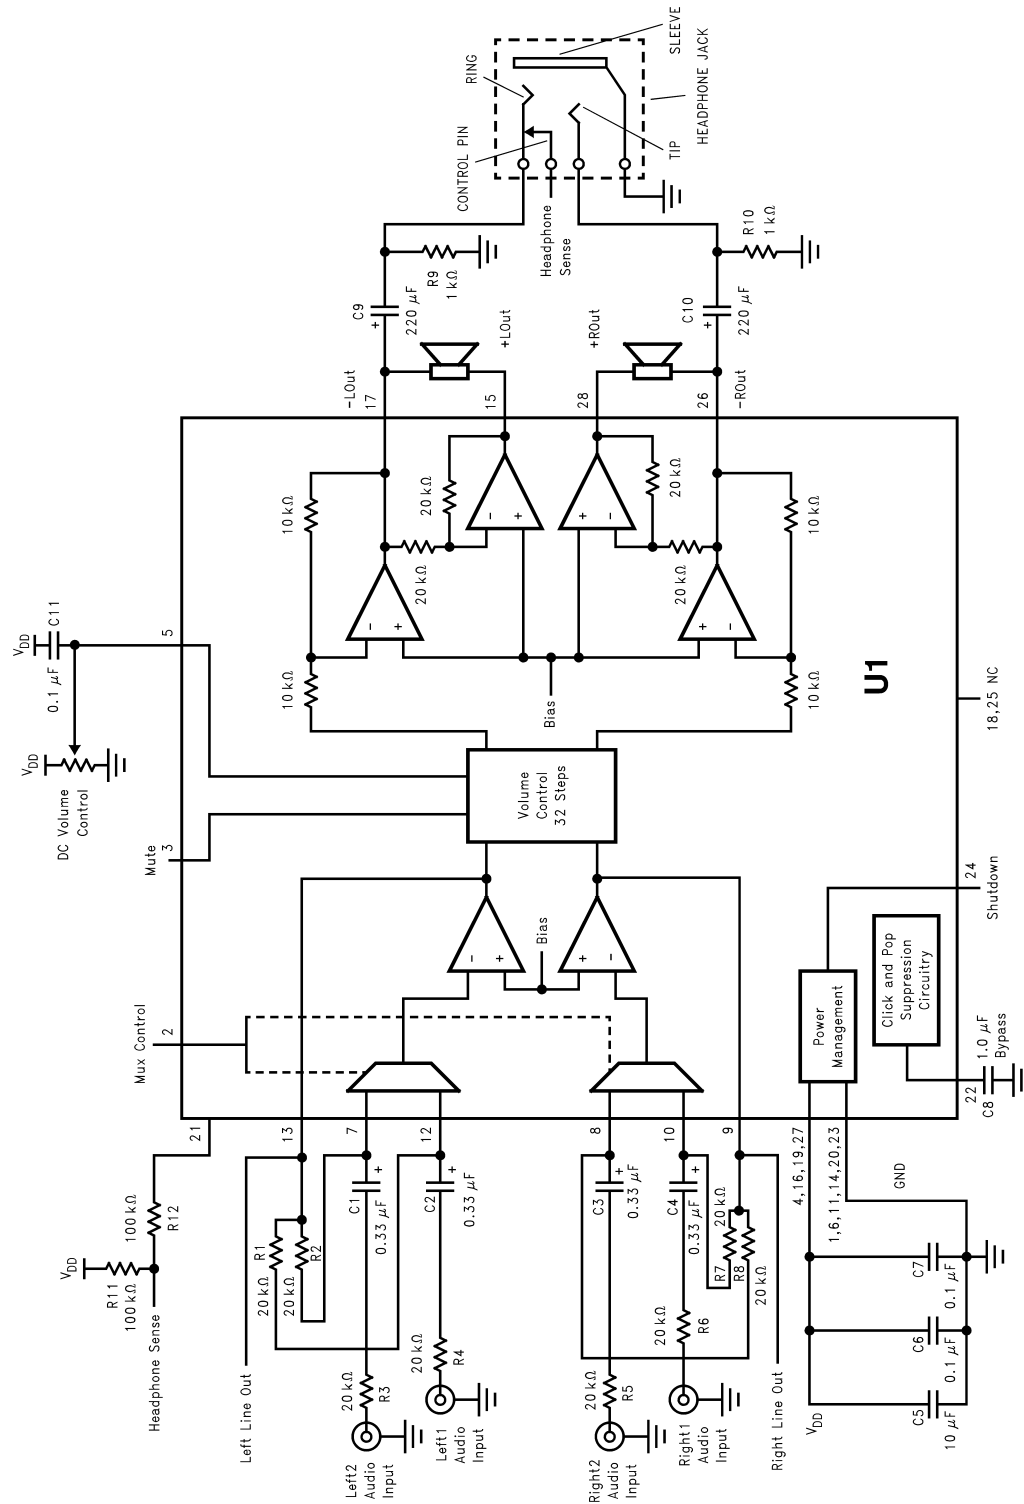 Headphone Sense
VDD
R11
100 kΩ
100 kΩ
R12
21
Mux Control
2
Mute
3
DC Volume
Control
VDD
VDD
C11
0.1 µF
5
Left Line Out
R1
20 kΩ
R2
20 kΩ
13
Left2
Audio
Input
20 kΩ
R3
C1
+
0.33 µF
7
Left1
Audio
Input
20 kΩ
R4
C2
+
0.33 µF
12
Right2
Audio
Input
20 kΩ
R5
C3
+
0.33 µF
8
Right1
Audio
Input
20 kΩ
R6
C4
+
0.33 µF
10
20 kΩ
R7
R8
20 kΩ
9
Right Line Out
−
+
Bias
+
−
Volume
Control
32 Steps
10 kΩ
10 kΩ
−
+
20 kΩ
20 kΩ
−
+
Bias
+
−
20 kΩ
20 kΩ
+
−
10 kΩ
10 kΩ
−LOut
17
15
+LOut
28
+ROut
26
−ROut
C9
+
220 µF
R9
1 kΩ
C10
+
220 µF
R10
1 kΩ
Headphone
Sense
CONTROL PIN
RING
TIP
SLEEVE
HEADPHONE JACK
U1
18,25 NC
24
Shutdown
Power
Management
Click and Pop
Suppression
Circuitry
22
C8
1.0 µF
Bypass
4,16,19,27
1,6,11,14,20,23
GND
VDD
C5
10 µF
C6
0.1 µF
C7
0.1 µF